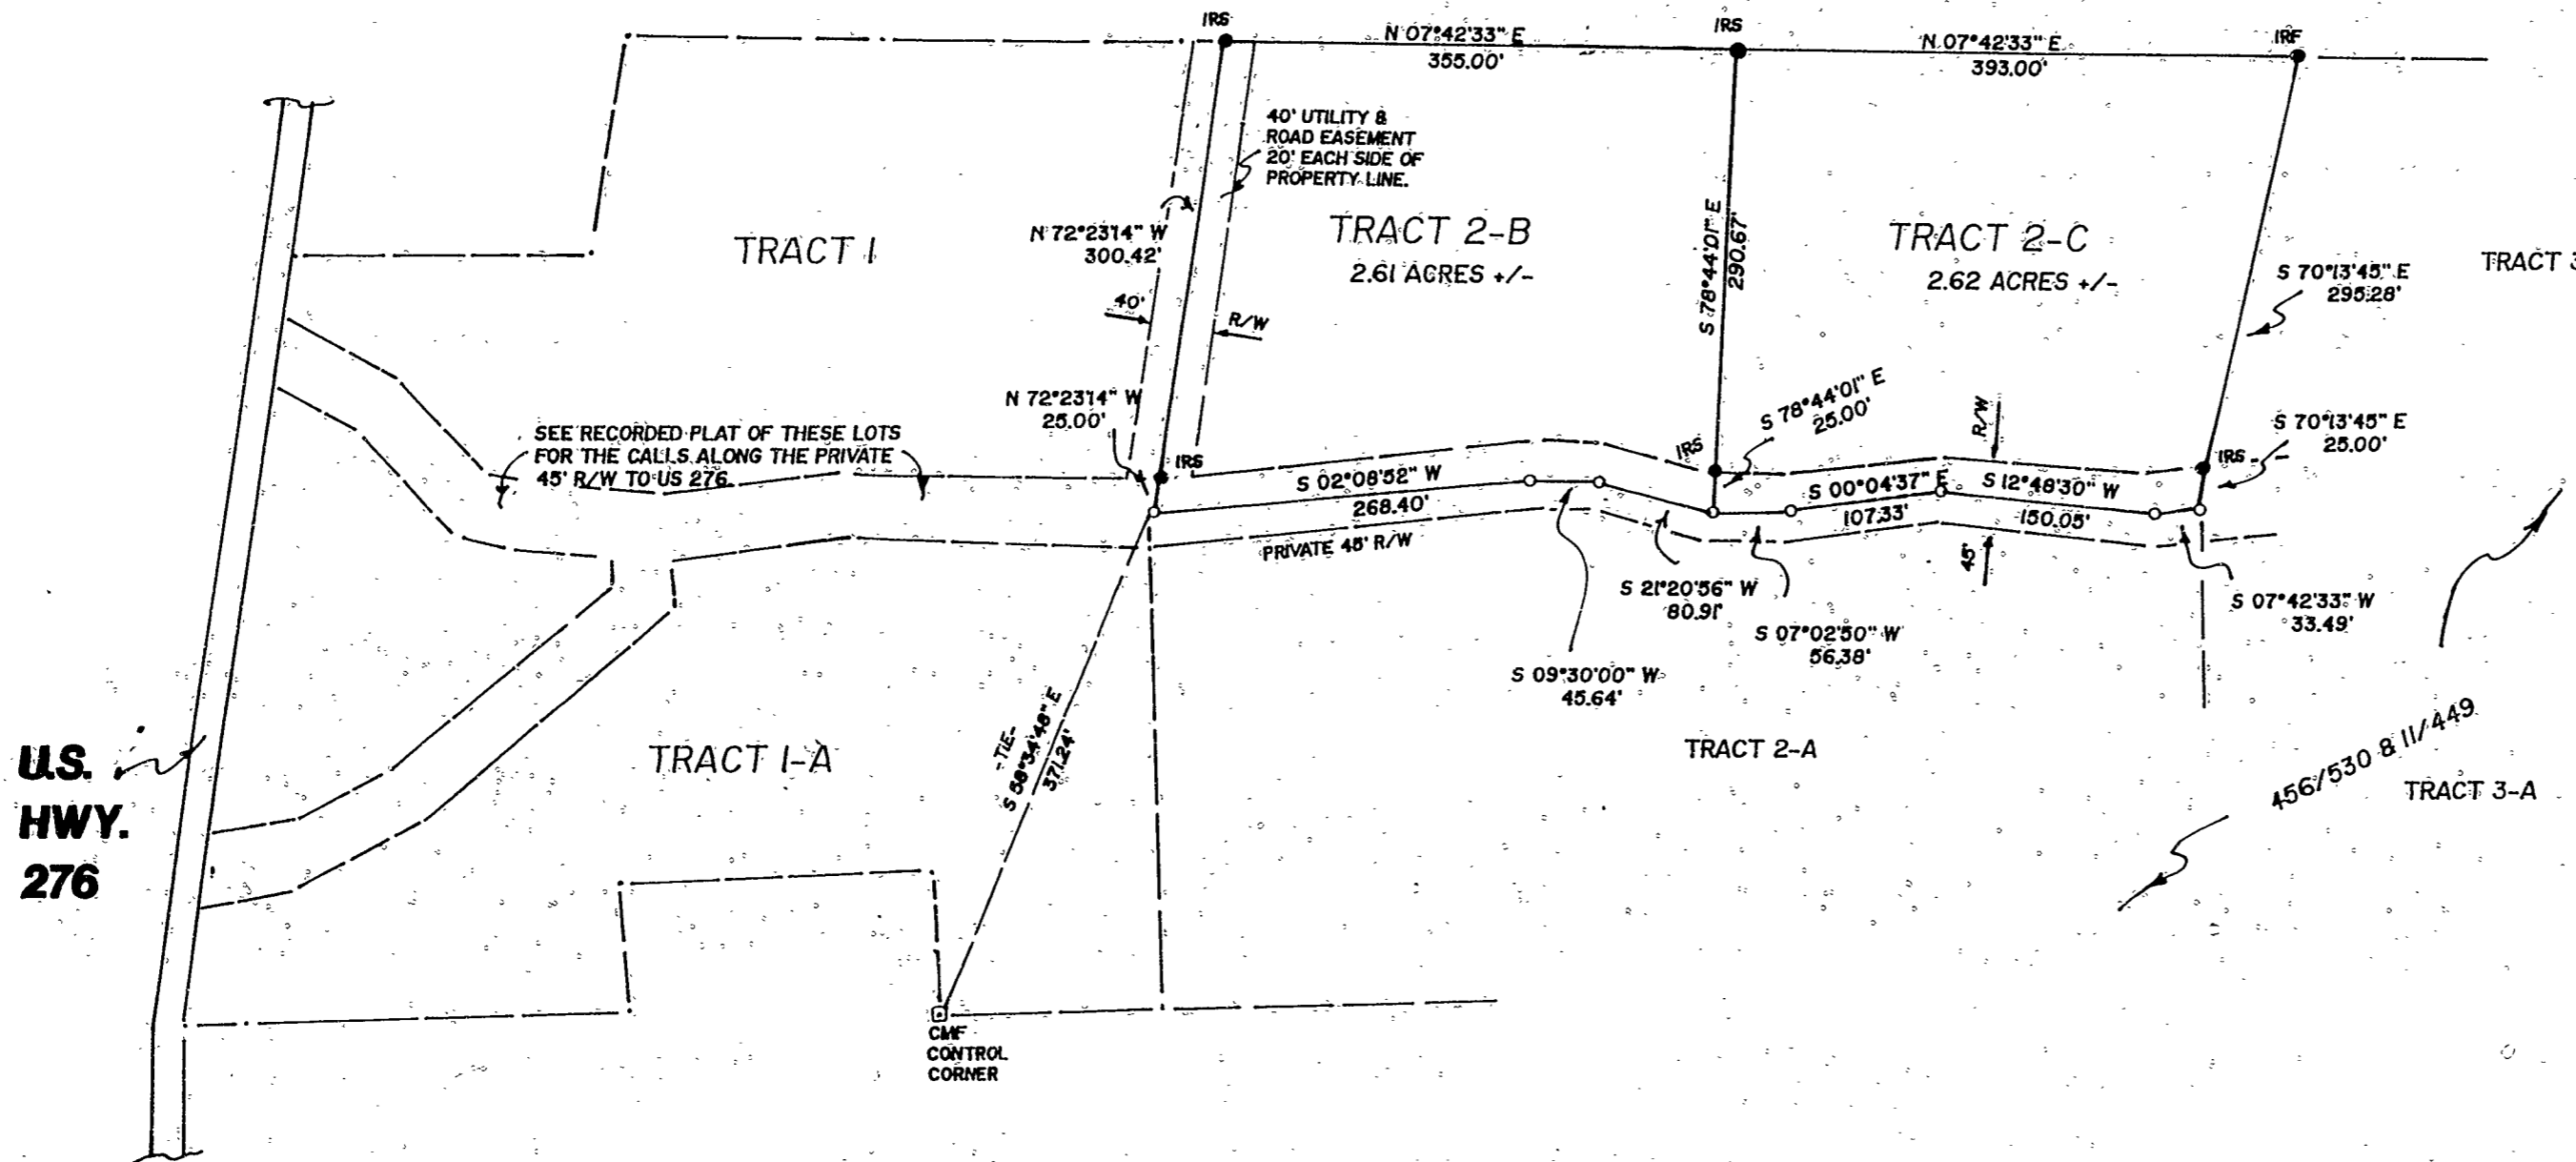 IRS
N 07°42'33" E
355.00'
IRS
N 07°42'33" E
393.00'
IRF
40' UTILITY &
ROAD EASEMENT
20' EACH SIDE OF
PROPERTY LINE.
TRACT 1
N 72°23'14" W
300.42'
TRACT 2-B
2.61 ACRES +/-
S 78°44'01" E
290.67'
TRACT 2-C
2.62 ACRES +/-
TRACT 3
S 70°13'45" E
295.28'
40'
R/W
N 72°23'14" W
25.00'
S 78°44'01" E
25.00'
R/W
S 70°13'45" E
25.00'
SEE RECORDED PLAT OF THESE LOTS
FOR THE CALLS ALONG THE PRIVATE
45' R/W TO US 276
IRS
IRS
IRS
S 02°08'52" W
268.40'
S 00°04'37" E
107.33'
S 12°48'30" W
150.05'
PRIVATE 45' R/W
45'
S 21°20'56" W
80.91'
S 07°02'50" W
56.38'
S 07°42'33" W
33.49'
S 09°30'00" W
45.64'
-TIE-
S 58°34'48" E
371.24'
U.S.
HWY.
276
TRACT 1-A
TRACT 2-A
456/530 & 11/449
TRACT 3-A
CMF
CONTROL
CORNER